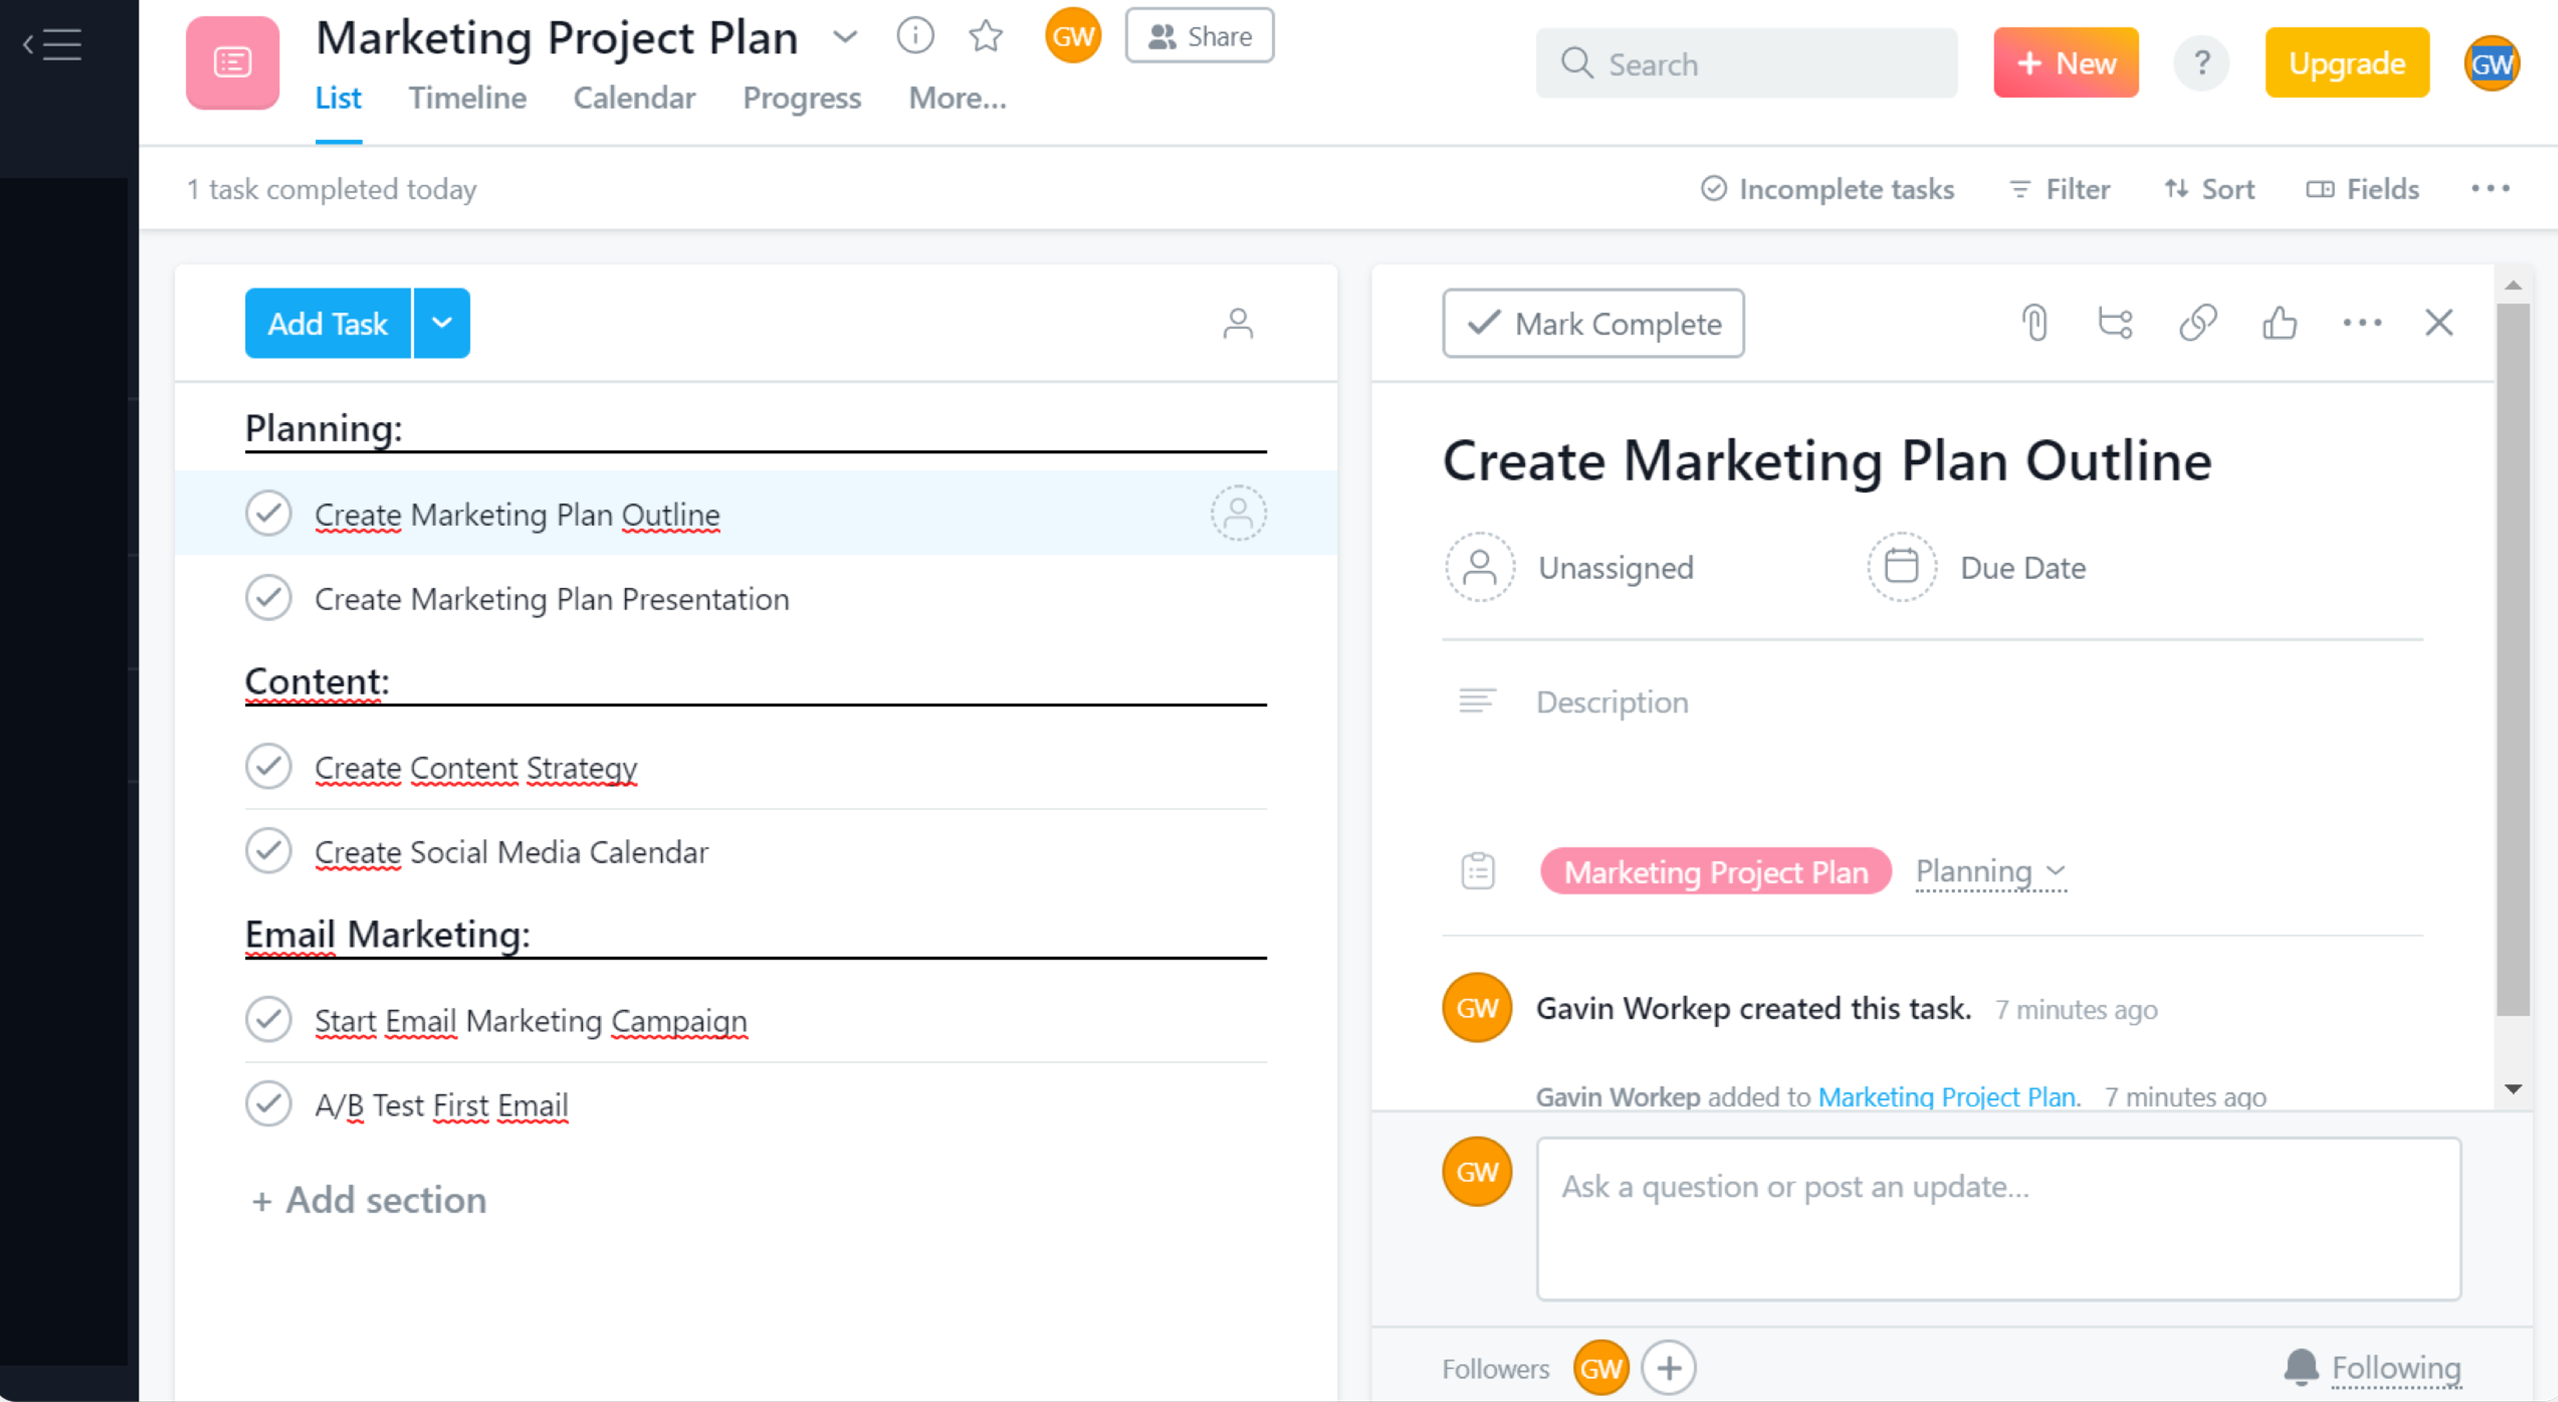 Marketing Project Plan
GW
Share
List Timeline Calendar Progress More...
Search
+ New
?
Upgrade
GW
1 task completed today
Incomplete tasks
Filter
Sort
Fields
Add Task
Planning:
Create Marketing Plan Outline
Create Marketing Plan Presentation
Content:
Create Content Strategy
Create Social Media Calendar
Email Marketing:
Start Email Marketing Campaign
A/B Test First Email
+ Add section
Mark Complete
Create Marketing Plan Outline
Unassigned
Due Date
Description
Marketing Project Plan Planning
GW Gavin Workep created this task. 7 minutes ago
Gavin Workep added to Marketing Project Plan. 7 minutes ago
GW Ask a question or post an update...
Followers GW +
Following